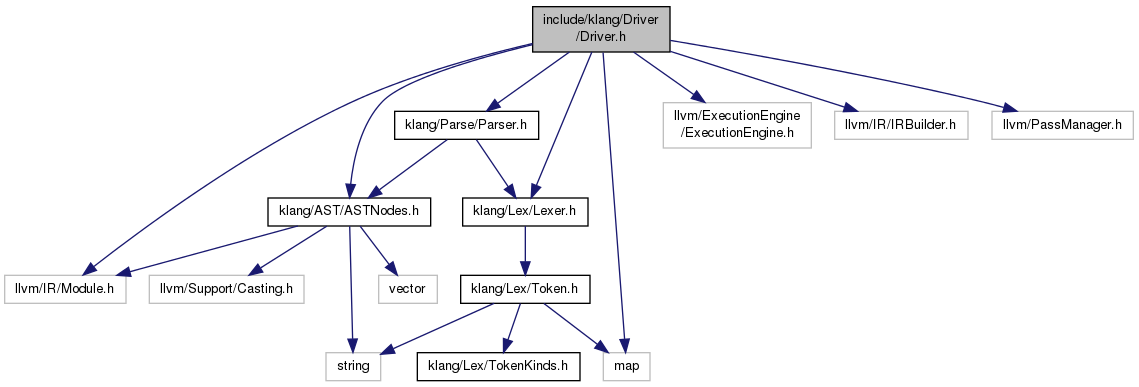 include/klang/Driver
/Driver.h
klang/Parse/Parser.h
llvm/ExecutionEngine
/ExecutionEngine.h
llvm/IR/IRBuilder.h
llvm/PassManager.h
klang/AST/ASTNodes.h
klang/Lex/Lexer.h
llvm/IR/Module.h
llvm/Support/Casting.h
vector
klang/Lex/Token.h
string
klang/Lex/TokenKinds.h
map